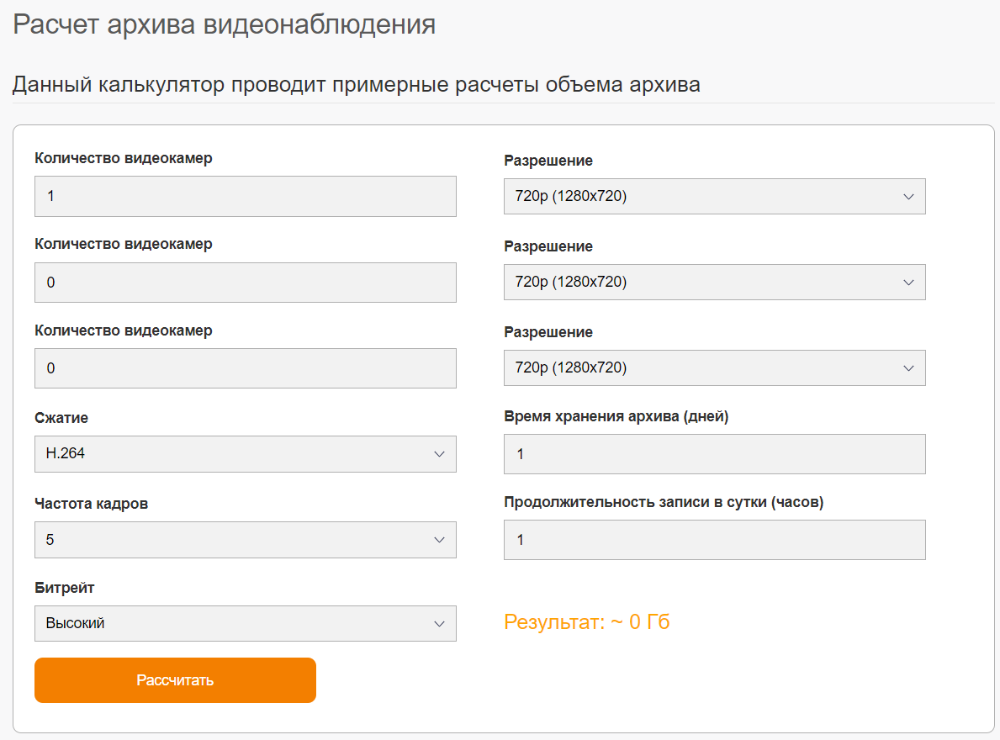 Расчет архива видеонаблюдения
Данный калькулятор проводит примерные расчеты объема архива
Количество видеокамер
1
Разрешение
720p (1280x720)
Количество видеокамер
0
Разрешение
720p (1280x720)
Количество видеокамер
0
Разрешение
720p (1280x720)
Сжатие
H.264
Время хранения архива (дней)
1
Частота кадров
5
Продолжительность записи в сутки (часов)
1
Битрейт
Высокий
Результат: ~ 0 Гб
Рассчитать